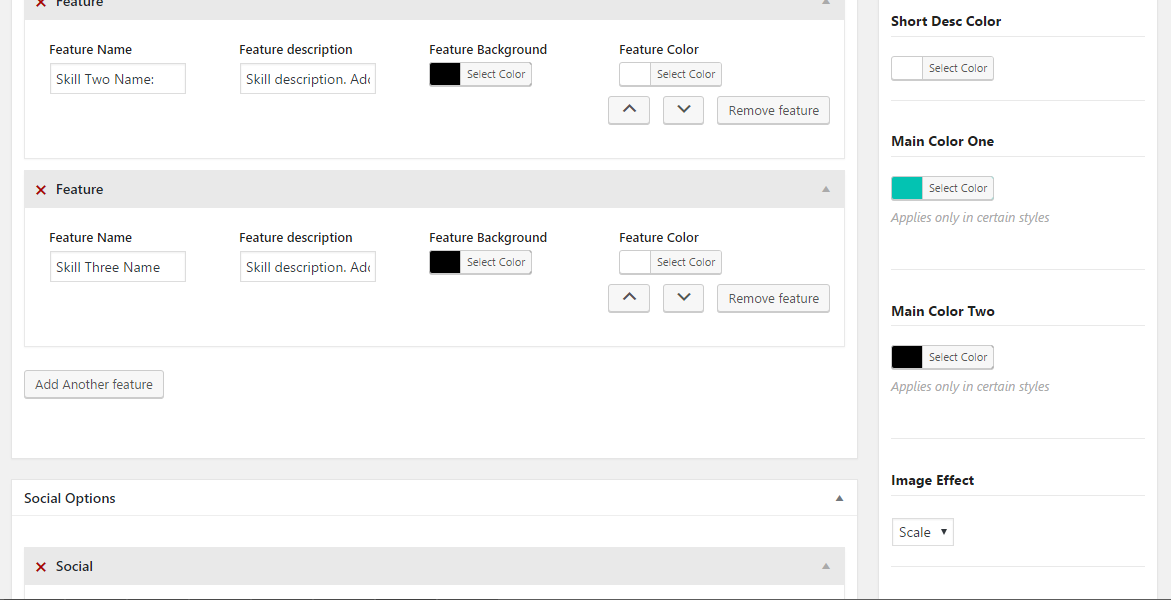 Feature
Feature Name
Feature description
Feature Background
Feature Color
Skill Two Name:
Skill description. Add
Select Color
Select Color
Remove feature
Feature
Feature Name
Feature description
Feature Background
Feature Color
Skill Three Name
Skill description. Add
Select Color
Select Color
Remove feature
Add Another feature
Social Options
Social
Short Desc Color
Select Color
Main Color One
Select Color
Applies only in certain styles
Main Color Two
Select Color
Applies only in certain styles
Image Effect
Scale